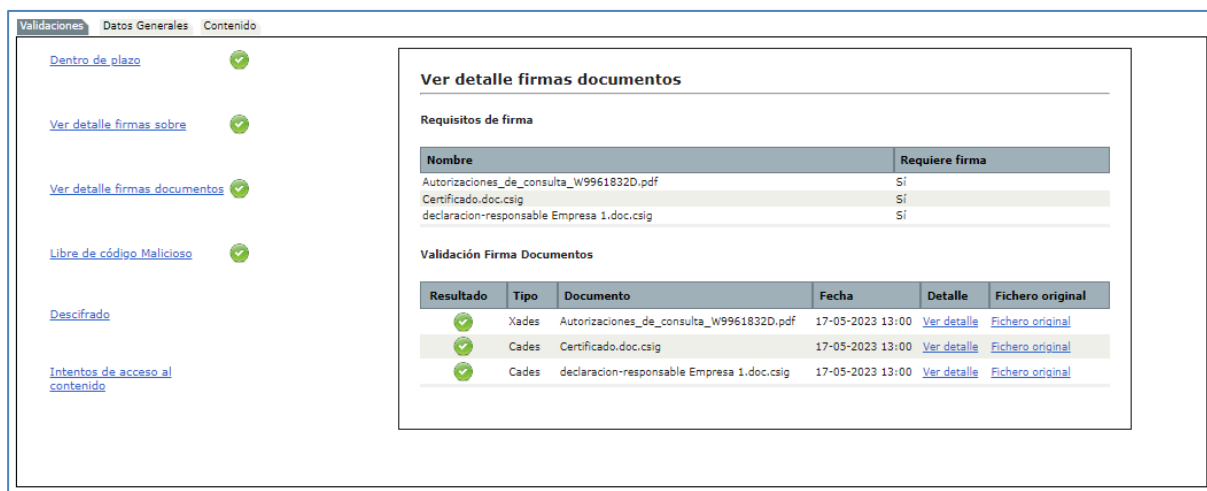 Validaciones Datos Generales Contenido
Dentro de plazo
Ver detalle firmas sobre
Ver detalle firmas documentos
Libre de código Malicioso
Descifrado
Intentos de acceso al
contenido
Ver detalle firmas documentos
Requisitos de firma
Nombre Requiere firma
Autorizaciones_de_consulta_W9961832D.pdf Sí
Certificado.doc.csig Sí
declaracion-responsable Empresa 1.doc.csig Sí
Validación Firma Documentos
Resultado Tipo Documento Fecha Detalle Fichero original
Xades Autorizaciones_de_consulta_W9961832D.pdf 17-05-2023 13:00 Ver detalle Fichero original
Cades Certificado.doc.csig 17-05-2023 13:00 Ver detalle Fichero original
Cades declaracion-responsable Empresa 1.doc.csig 17-05-2023 13:00 Ver detalle Fichero original